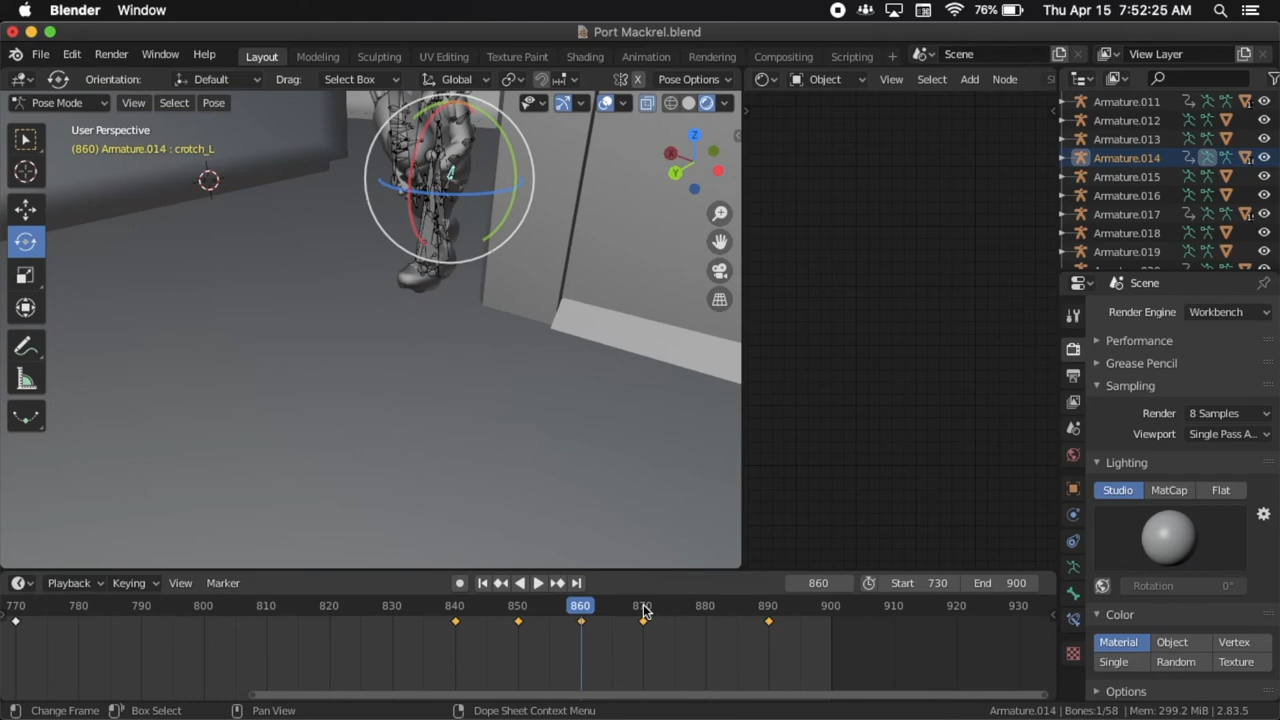 Blender Window 76% Thu Apr 15 7:52:25 AM
Port Mackrel.blend
File Edit Render Window Help Layout Modeling Sculpting UV Editing Texture Paint Shading Animation Rendering Compositing Scripting + Scene View Layer
Orientation: Default Drag: Select Box Global X Pose Options Object View Select Add Node
Pose Mode View Select Pose
User Perspective
(860) Armature.014 : crotch_L
Z
X
Y
Armature.011
Armature.012
Armature.013
Armature.014
Armature.015
Armature.016
Armature.017
Armature.018
Armature.019
Scene
Render Engine Workbench
Performance
Grease Pencil
Sampling
Render 8 Samples
Viewport Single Pass A...
Lighting
Studio MatCap Flat
Rotation 0°
Color
Material Object Vertex
Single Random Texture
Options
Playback Keying View Marker 860 Start 730 End 900
770 780 790 800 810 820 830 840 850 860 870 880 890 900 910 920 930
Change Frame Box Select Pan View Dope Sheet Context Menu Armature.014 | Bones:1/58 | Mem: 299.2 MiB | 2.83.5